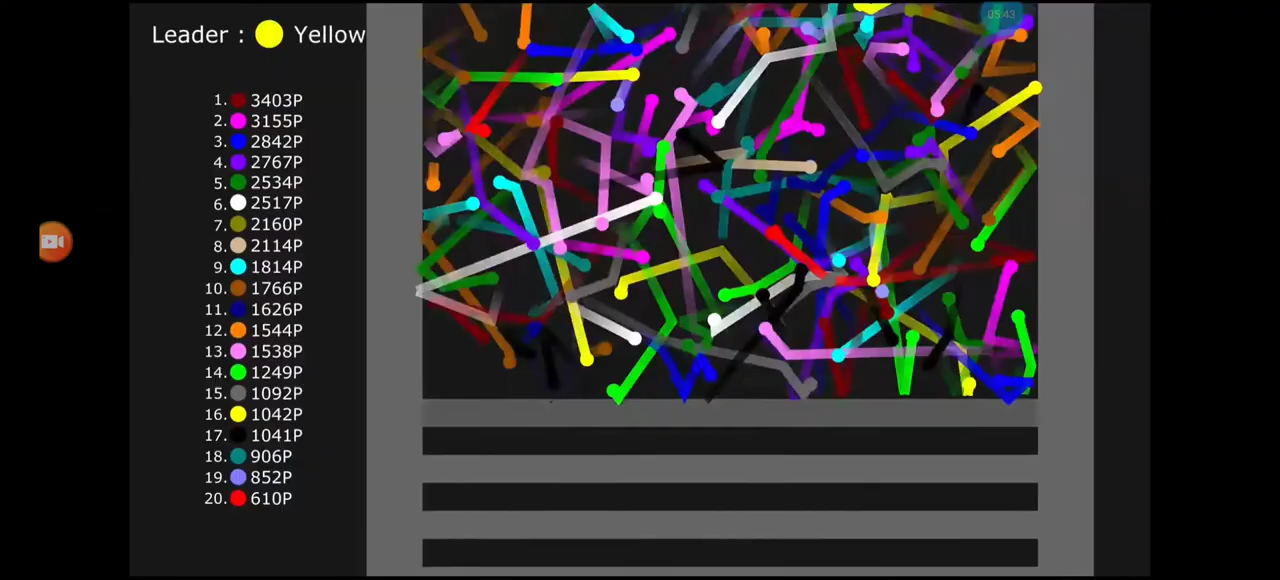 Leader : Yellow
05:43
1. 3403P
2. 3155P
3. 2842P
4. 2767P
5. 2534P
6. 2517P
7. 2160P
8. 2114P
9. 1814P
10. 1766P
11. 1626P
12. 1544P
13. 1538P
14. 1249P
15. 1092P
16. 1042P
17. 1041P
18. 906P
19. 852P
20. 610P